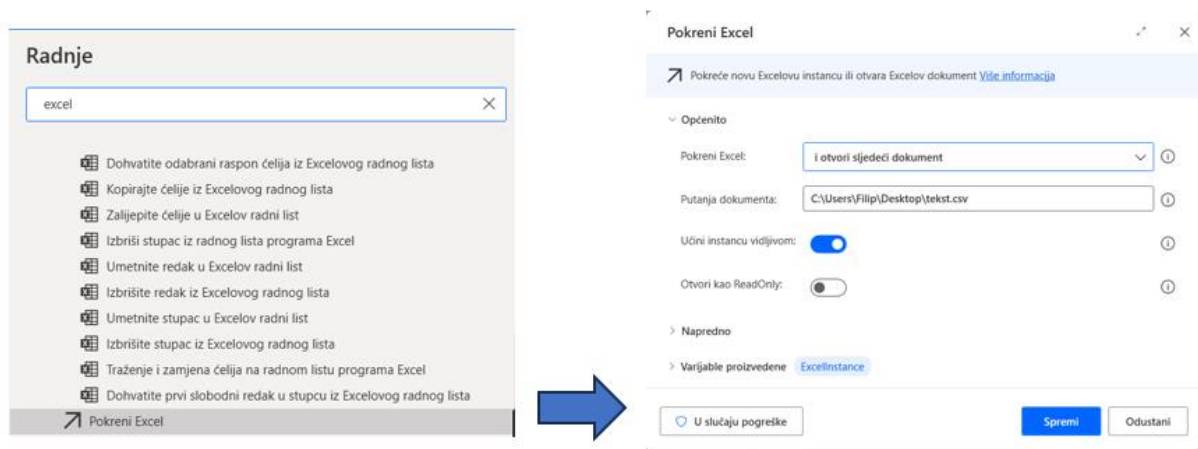 Radnje
excel
Dohvatite odabrani raspon ćelija iz Excelovog radnog lista
Kopirajte ćelije iz Excelovog radnog lista
Zalijepite ćelije u Excelov radni list
Izbriši stupac iz radnog lista programa Excel
Umetnite redak u Excelov radni list
Izbrišite redak iz Excelovog radnog lista
Umetnite stupac u Excelov radni list
Izbrišite stupac iz Excelovog radnog lista
Traženje i zamjena ćelija na radnom listu programa Excel
Dohvatite prvi slobodni redak u stupcu iz Excelovog radnog lista
Pokreni Excel
Pokreni Excel
Pokreće novu Excelovu instancu ili otvara Excelov dokument Više informacija
Općenito
Pokreni Excel: i otvori sljedeći dokument
Putanja dokumenta: C:\Users\Filip\Desktop\tekst.csv
Učini instancu vidljivom:
Otvori kao ReadOnly:
Napredno
Varijable proizvedene ExcelInstance
U slučaju pogreške Spremi Odustani